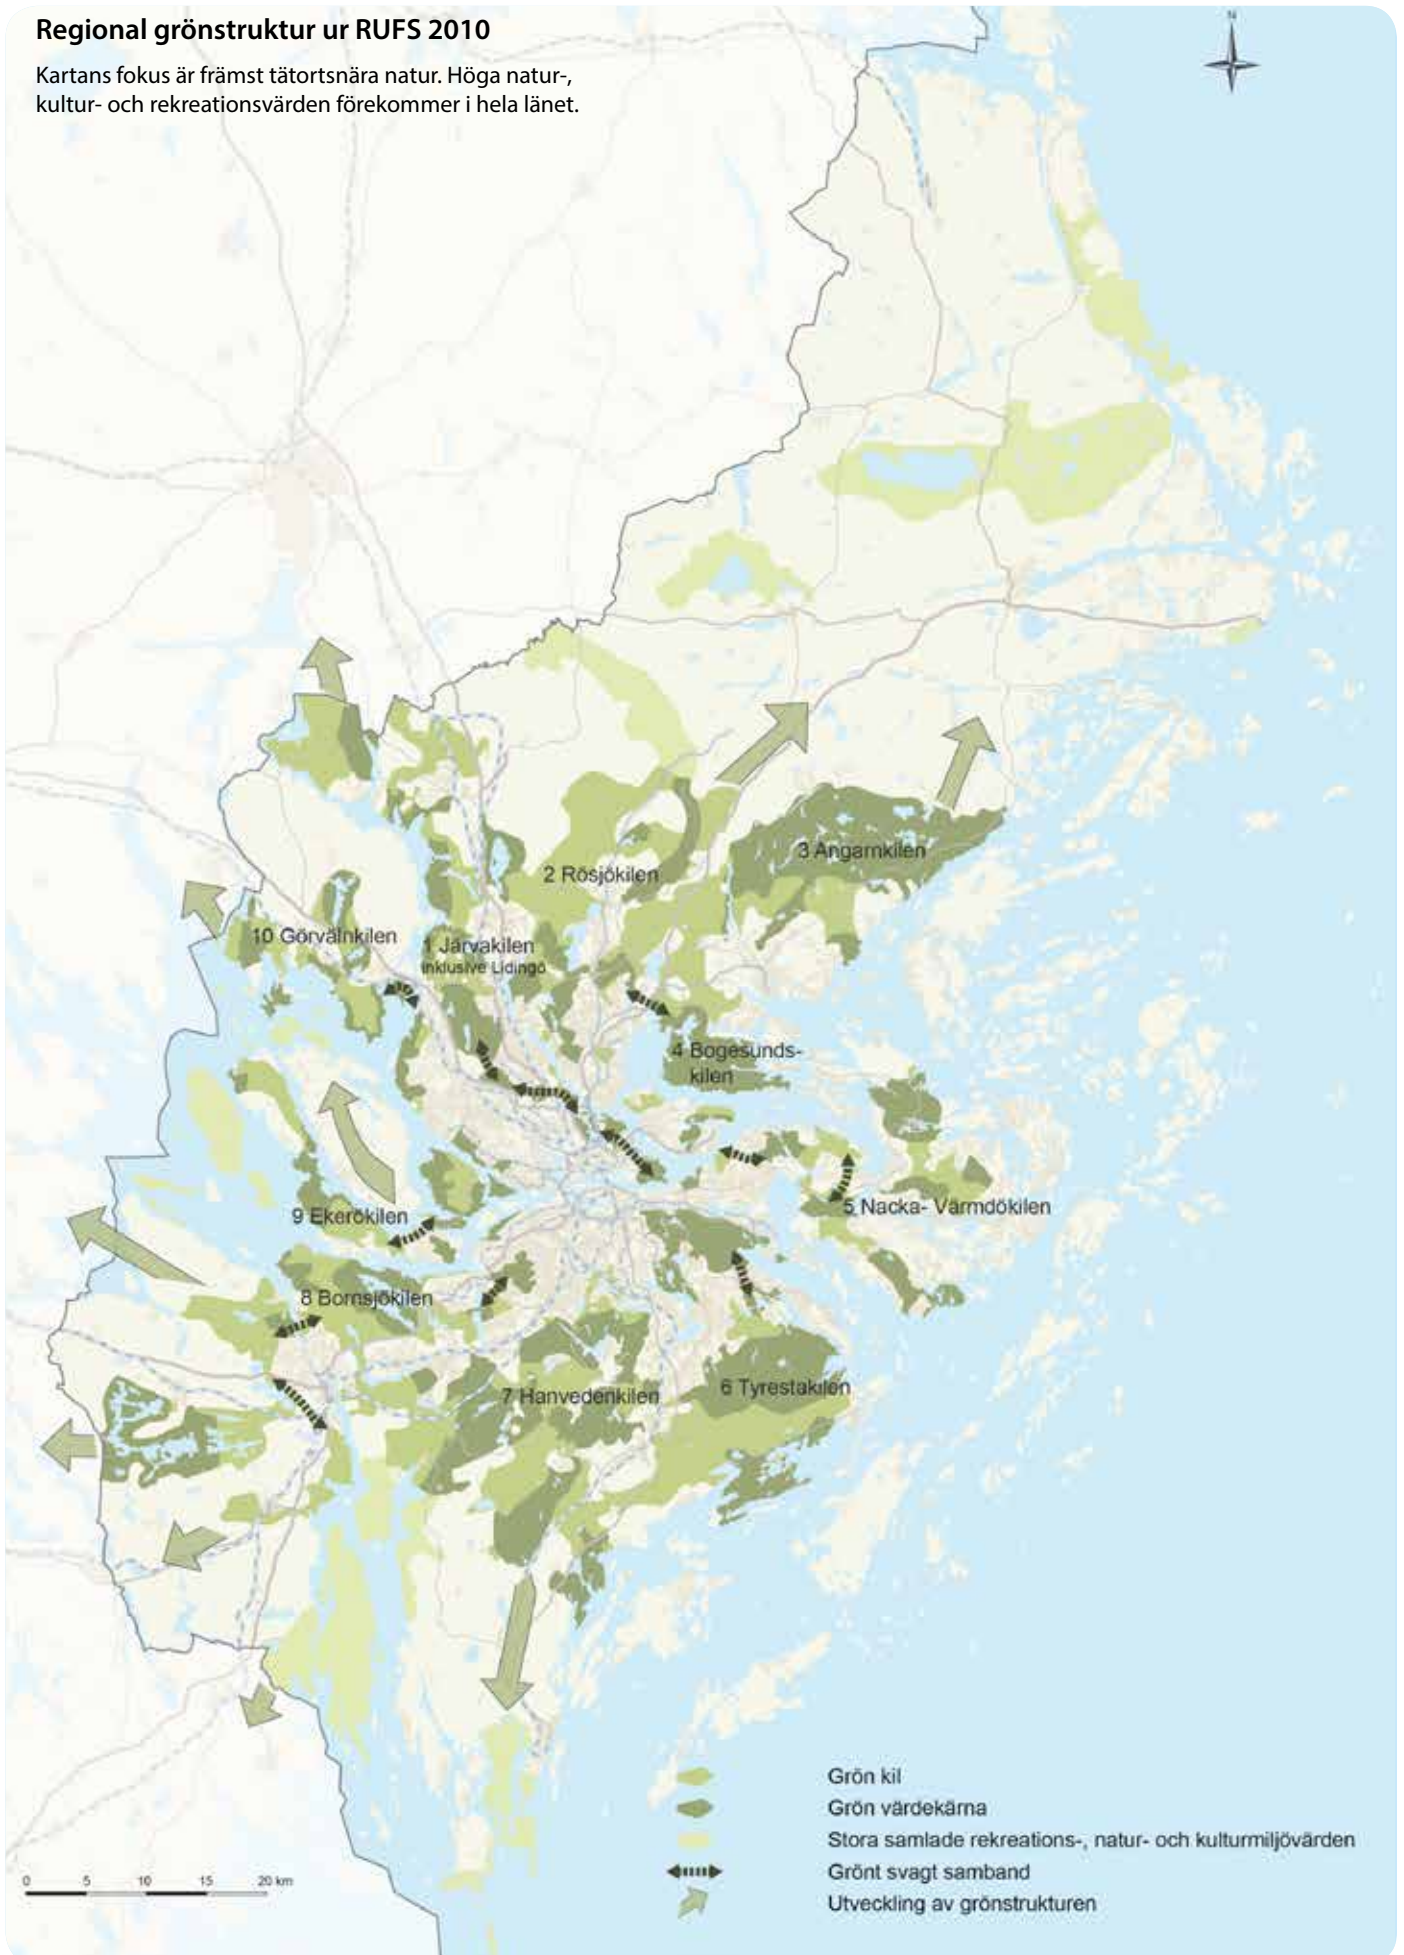 Regional grönstruktur ur RUFS 2010
Kartans fokus är främst tätortsnära natur. Höga natur-,
kultur- och rekreationsvärden förekommer i hela länet.
N
3 Angarnkilen
2 Rösjökilen
10 Görvälnkilen
1 Järvakilen
inklusive Lidingö
4 Bogesunds-
kilen
5 Nacka- Värmdökilen
9 Ekerökilen
8 Bornsjökilen
6 Tyrestakilen
7 Hanvedenkilen
Grön kil
Grön värdekärna
Stora samlade rekreations-, natur- och kulturmiljövärden
Grönt svagt samband
Utveckling av grönstrukturen
0 5 10 15 20 km